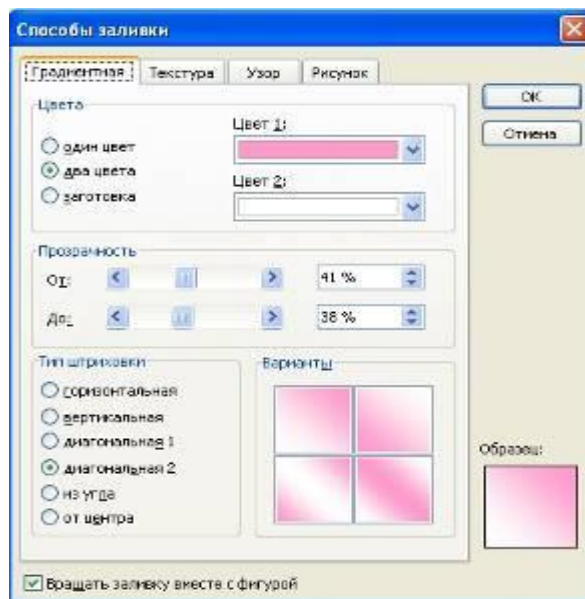 Способы заливки
Градиентная Текстура Узор Рисунок
Цвета
один цвет
два цвета
заготовка
Цвет 1:
Цвет 2:
Прозрачность
От: 41 %
До: 38 %
Тип штриховки
горизонтальная
вертикальная
диагональная 1
диагональная 2
из угла
от центра
Варианты
ОК
Отмена
Образец:
Вращать заливку вместе с фигурой